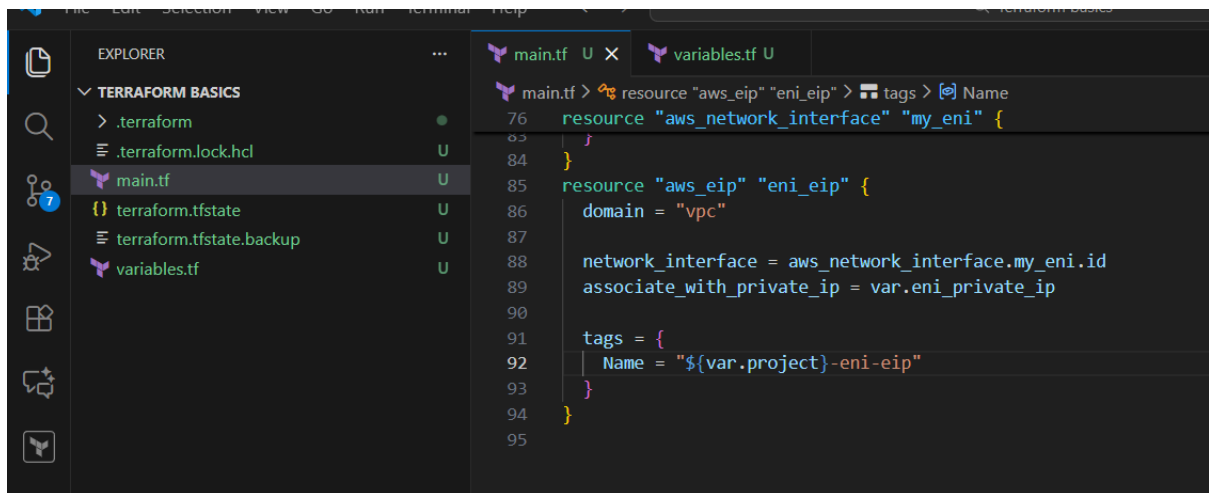 EXPLORER
TERRAFORM BASICS
.terraform
.terraform.lock.hcl U
main.tf U
terraform.tfstate U
terraform.tfstate.backup U
variables.tf U
7
main.tf U
variables.tf U
main.tf > resource "aws_eip" "eni_eip" > tags > Name
76 resource "aws_network_interface" "my_eni" {
83 }
84 }
85 resource "aws_eip" "eni_eip" {
86 domain = "vpc"
87
88 network_interface = aws_network_interface.my_eni.id
89 associate_with_private_ip = var.eni_private_ip
90
91 tags = {
92 Name = "${var.project}-eni-eip"
93 }
94 }
95